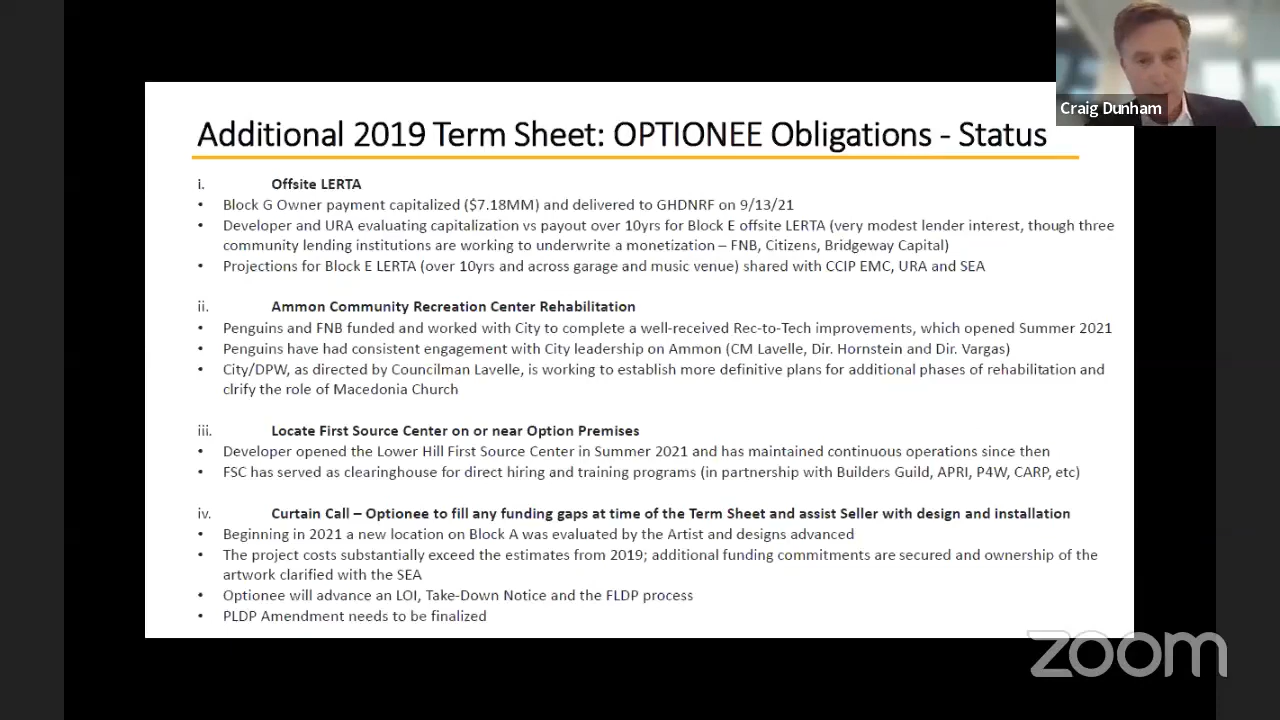 Craig Dunham
Additional 2019 Term Sheet: OPTIONEE Obligations - Status
i. Offsite LERTA
• Block G Owner payment capitalized ($7.18MM) and delivered to GHDNRF on 9/13/21
• Developer and URA evaluating capitalization vs payout over 10yrs for Block E offsite LERTA (very modest lender interest, though three
community lending institutions are working to underwrite a monetization – FNB, Citizens, Bridgeway Capital)
• Projections for Block E LERTA (over 10yrs and across garage and music venue) shared with CCIP EMC, URA and SEA
ii. Ammon Community Recreation Center Rehabilitation
• Penguins and FNB funded and worked with City to complete a well-received Rec-to-Tech improvements, which opened Summer 2021
• Penguins have had consistent engagement with City leadership on Ammon (CM Lavelle, Dir. Hornstein and Dir. Vargas)
• City/DPW, as directed by Councilman Lavelle, is working to establish more definitive plans for additional phases of rehabilitation and
clrify the role of Macedonia Church
iii. Locate First Source Center on or near Option Premises
• Developer opened the Lower Hill First Source Center in Summer 2021 and has maintained continuous operations since then
• FSC has served as clearinghouse for direct hiring and training programs (in partnership with Builders Guild, APRI, P4W, CARP, etc)
iv. Curtain Call – Optionee to fill any funding gaps at time of the Term Sheet and assist Seller with design and installation
• Beginning in 2021 a new location on Block A was evaluated by the Artist and designs advanced
• The project costs substantially exceed the estimates from 2019; additional funding commitments are secured and ownership of the
artwork clarified with the SEA
• Optionee will advance an LOI, Take-Down Notice and the FLDP process
• PLDP Amendment needs to be finalized
zoom